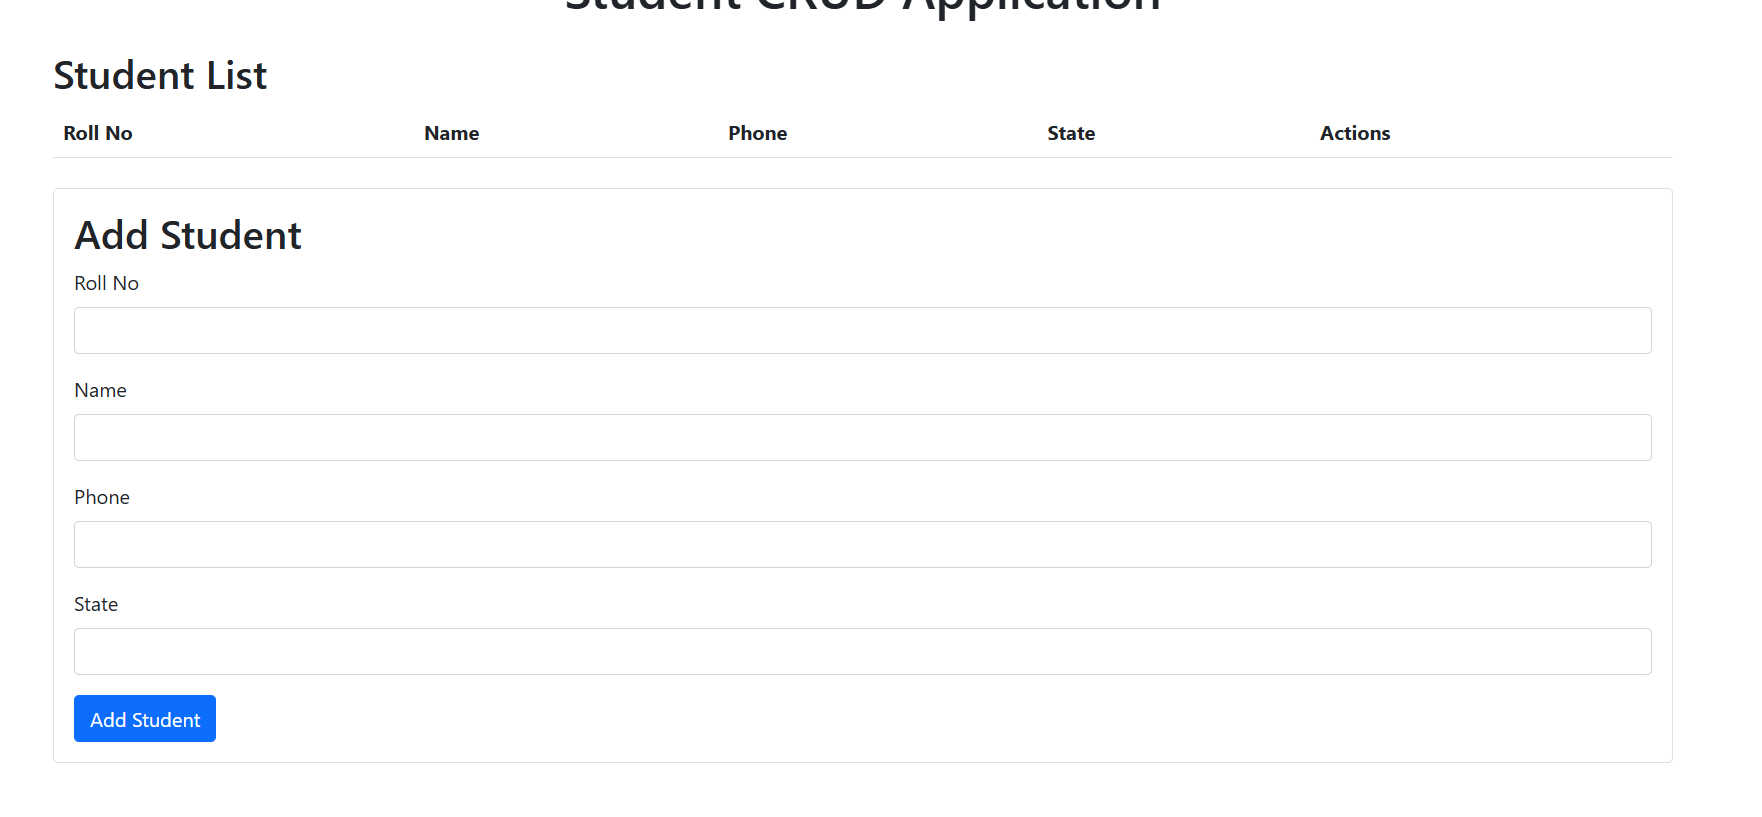 Student CRUD Application
Student List
Roll No Name Phone State Actions
Add Student
Roll No
Name
Phone
State
Add Student